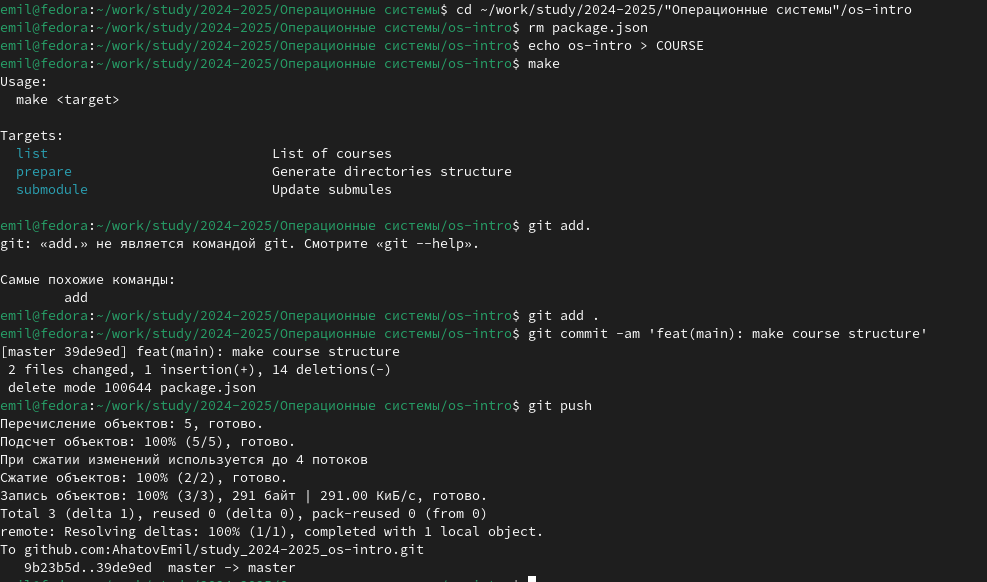 emil@fedora:~/work/study/2024-2025/Операционные системы$ cd ~/work/study/2024-2025/"Операционные системы"/os-intro
emil@fedora:~/work/study/2024-2025/Операционные системы/os-intro$ rm package.json
emil@fedora:~/work/study/2024-2025/Операционные системы/os-intro$ echo os-intro > COURSE
emil@fedora:~/work/study/2024-2025/Операционные системы/os-intro$ make
Usage:
  make <target>

Targets:
  list                            List of courses
  prepare                         Generate directories structure
  submodule                       Update submules

emil@fedora:~/work/study/2024-2025/Операционные системы/os-intro$ git add.
git: «add.» не является командой git. Смотрите «git --help».

Самые похожие команды:
        add
emil@fedora:~/work/study/2024-2025/Операционные системы/os-intro$ git add .
emil@fedora:~/work/study/2024-2025/Операционные системы/os-intro$ git commit -am 'feat(main): make course structure'
[master 39de9ed] feat(main): make course structure
 2 files changed, 1 insertion(+), 14 deletions(-)
 delete mode 100644 package.json
emil@fedora:~/work/study/2024-2025/Операционные системы/os-intro$ git push
Перечисление объектов: 5, готово.
Подсчет объектов: 100% (5/5), готово.
При сжатии изменений используется до 4 потоков
Сжатие объектов: 100% (2/2), готово.
Запись объектов: 100% (3/3), 291 байт | 291.00 КиБ/с, готово.
Total 3 (delta 1), reused 0 (delta 0), pack-reused 0 (from 0)
remote: Resolving deltas: 100% (1/1), completed with 1 local object.
To github.com:AhatovEmil/study_2024-2025_os-intro.git
   9b23b5d..39de9ed  master -> master